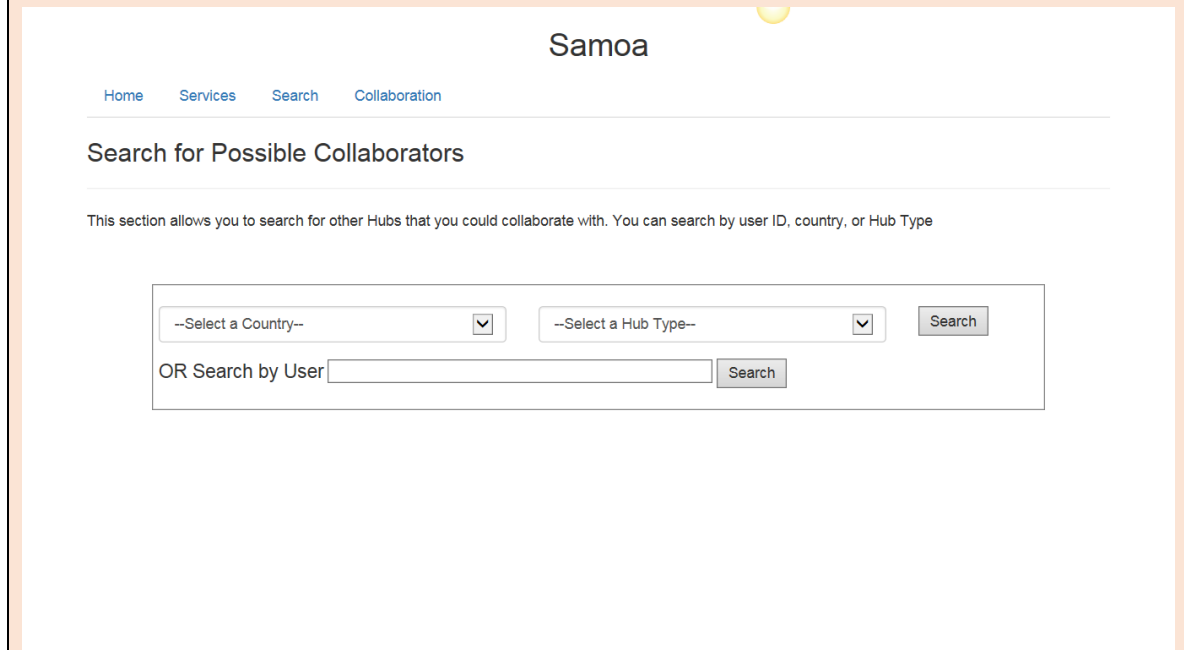 Samoa
Home Services Search Collaboration
Search for Possible Collaborators
This section allows you to search for other Hubs that you could collaborate with. You can search by user ID, country, or Hub Type
--Select a Country-- --Select a Hub Type-- Search
OR Search by User Search